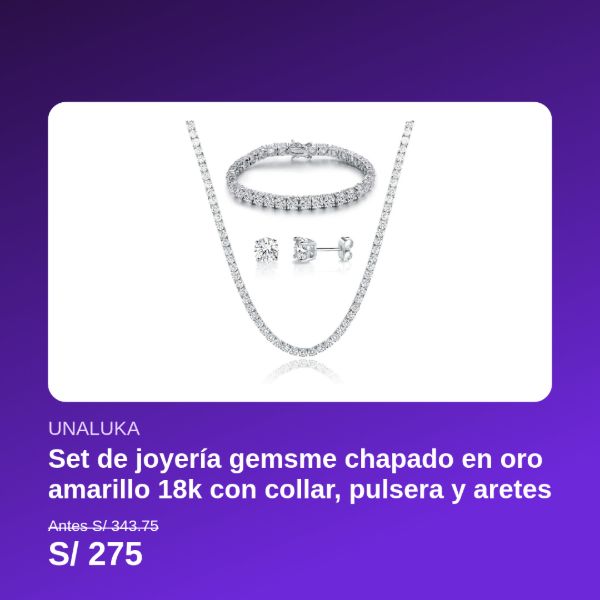 UNALUKA
Set de joyería gemsme chapado en oro
amarillo 18k con collar, pulsera y aretes
Antes S/ 343.75
S/ 275